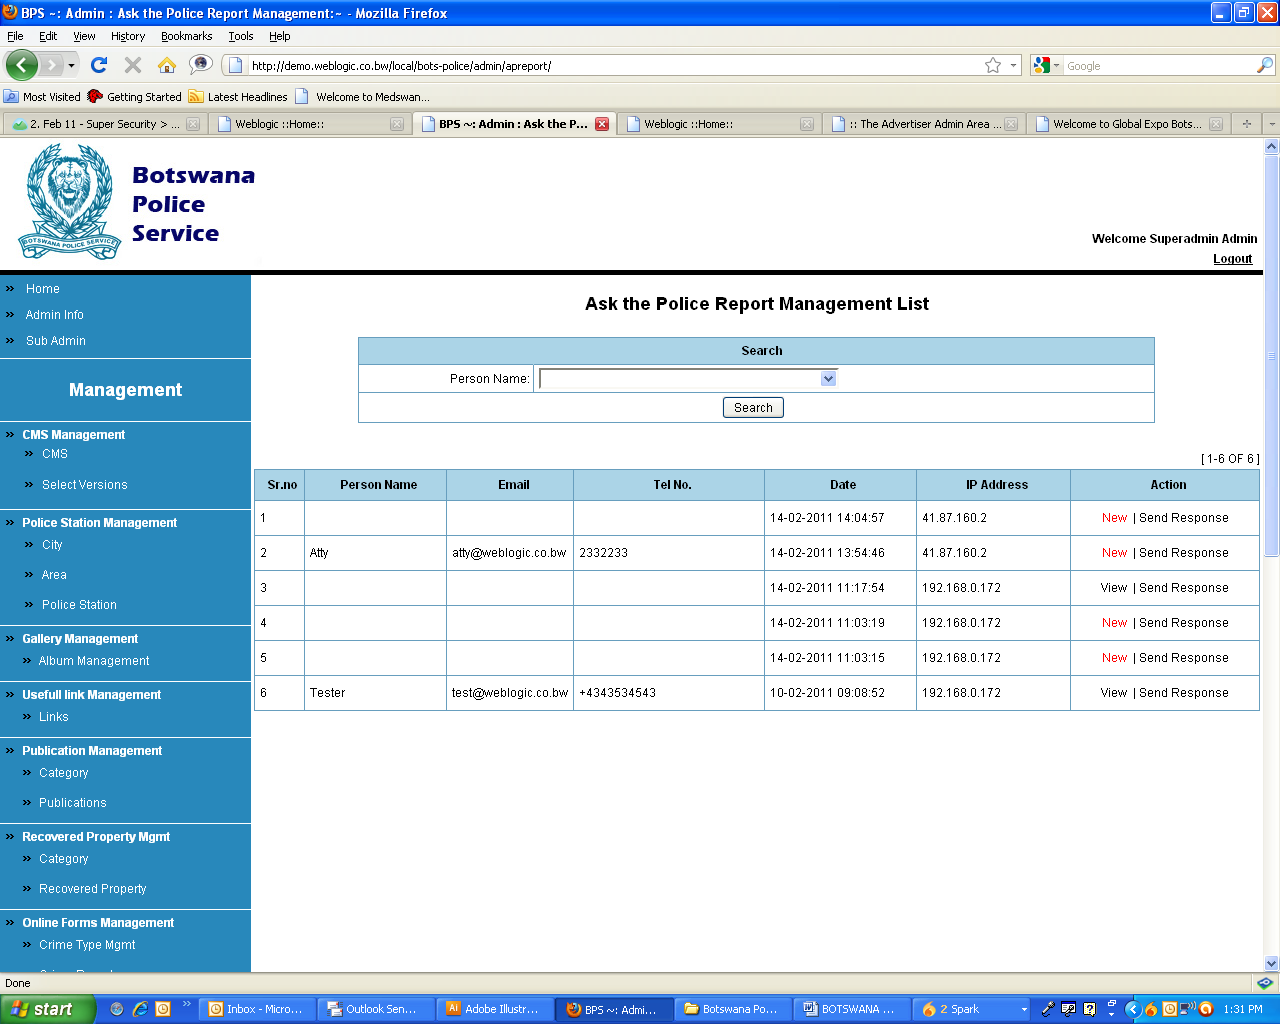 BPS ~: Admin : Ask the Police Report Management:~ - Mozilla Firefox
File Edit View History Bookmarks Tools Help
http://demo.weblogic.co.bw/local/bots-police/admin/apreport/
Google
Most Visited Getting Started Latest Headlines Welcome to Medswan...
2. Feb 11 - Super Security > ... Weblogic ::Home:: BPS ~: Admin : Ask the P... Weblogic ::Home:: :: The Advertiser Admin Area ... Welcome to Global Expo Bots...
BOTSWANA POLICE SERVICE
Botswana
Police
Service
Welcome Superadmin Admin
Logout
Home
Admin Info
Sub Admin
Management
CMS Management
CMS
Select Versions
Police Station Management
City
Area
Police Station
Gallery Management
Album Management
Usefull link Management
Links
Publication Management
Category
Publications
Recovered Property Mgmt
Category
Recovered Property
Online Forms Management
Crime Type Mgmt
Ask the Police Report Management List
Search
Person Name:
Search
[ 1-6 OF 6 ]
Sr.no Person Name Email Tel No. Date IP Address Action
1 14-02-2011 14:04:57 41.87.160.2 New | Send Response
2 Atty atty@weblogic.co.bw 2332233 14-02-2011 13:54:46 41.87.160.2 New | Send Response
3 14-02-2011 11:17:54 192.168.0.172 View | Send Response
4 14-02-2011 11:03:19 192.168.0.172 New | Send Response
5 14-02-2011 11:03:15 192.168.0.172 New | Send Response
6 Tester test@weblogic.co.bw +4343534543 10-02-2011 09:08:52 192.168.0.172 View | Send Response
Done
start Inbox - Micro... Outlook Sen... Adobe Illustr... BPS ~: Admi... Botswana Po... BOTSWANA ... 2 Spark 1:31 PM